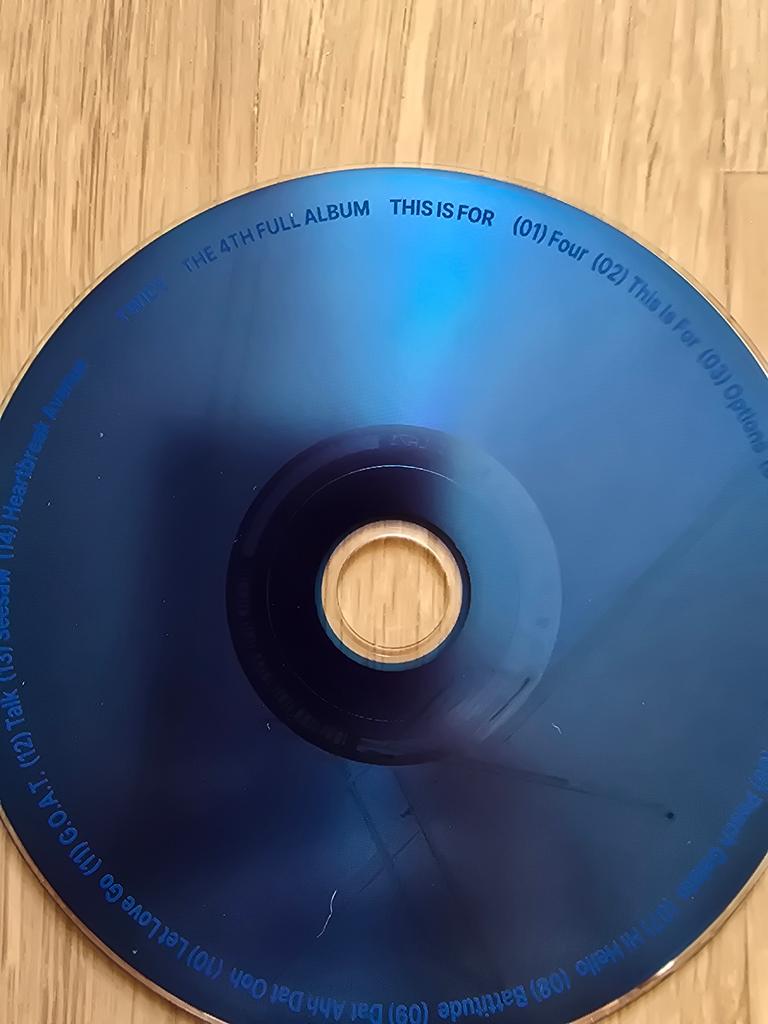 TWICE THE 4TH FULL ALBUM THIS IS FOR (01) Four (02) This Is For (03) Options (07) Hi Hello (08) Battitude (09) Dat Ahh Dat Ooh (10) Let Love Go (11) G.O.A.T. (12) Talk (13) Seesaw (14) Heartbreak Avenue